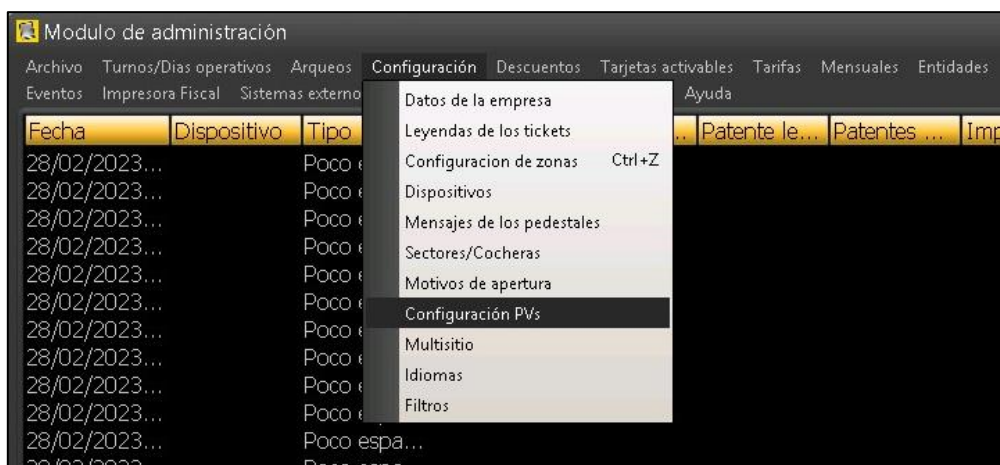 Modulo de administración
Archivo Turnos/Dias operativos Arqueos Configuración Descuentos Tarjetas activables Tarifas Mensuales Entidades
Eventos Impresora Fiscal Sistemas externo Ayuda
Datos de la empresa
Leyendas de los tickets
Configuracion de zonas Ctrl+Z
Dispositivos
Mensajes de los pedestales
Sectores/Cocheras
Motivos de apertura
Configuración PVs
Multisitio
Idiomas
Filtros
Fecha Dispositivo Tipo ... Patente le... Patentes ... Imp
28/02/2023... Poco
28/02/2023... Poco
28/02/2023... Poco
28/02/2023... Poco
28/02/2023... Poco
28/02/2023... Poco
28/02/2023... Poco
28/02/2023... Poco
28/02/2023... Poco
28/02/2023... Poco
28/02/2023... Poco espa...